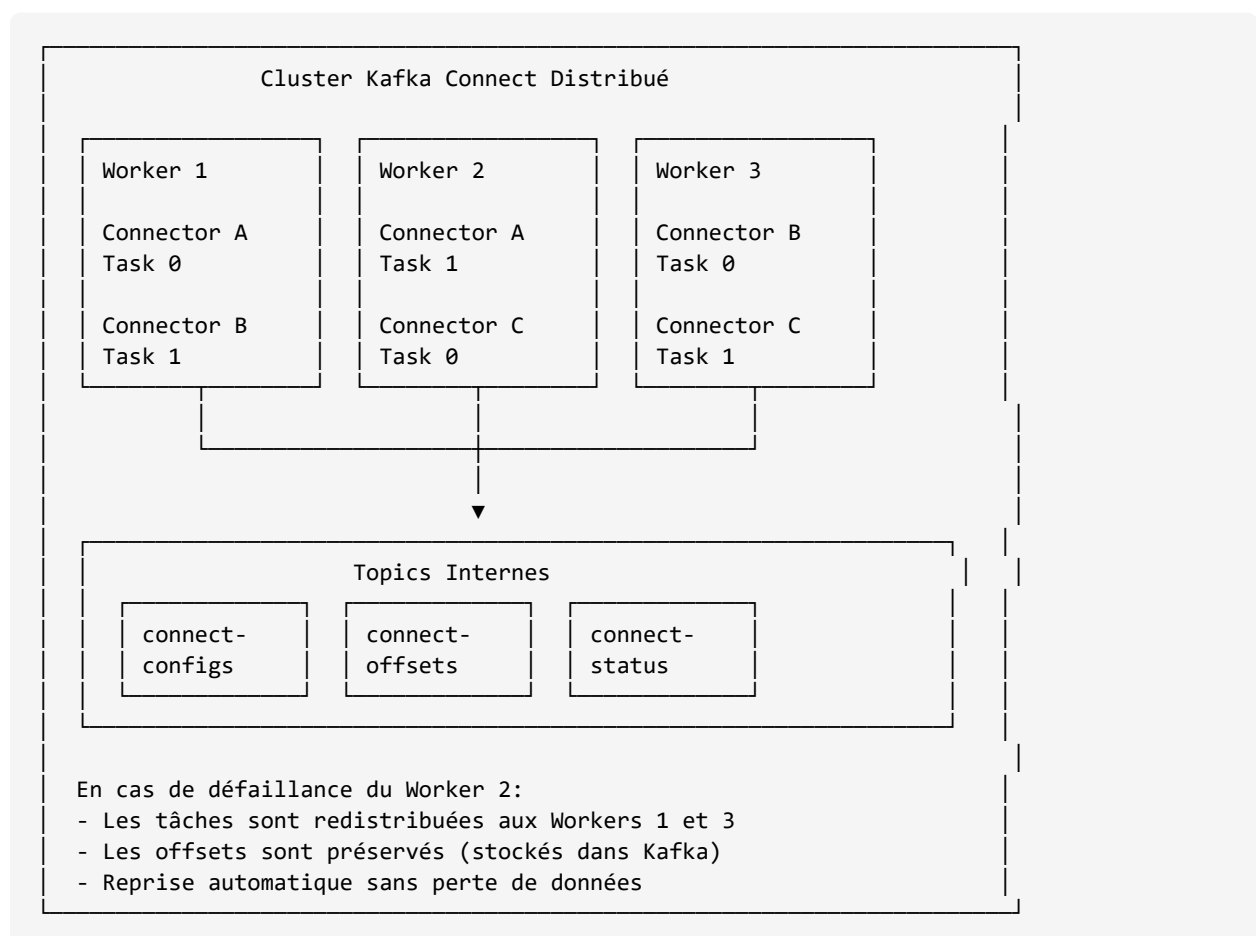 Cluster Kafka Connect Distribué
Worker 1 Worker 2 Worker 3
Connector A Connector A Connector B
Task 0 Task 1 Task 0
Connector B Connector C Connector C
Task 1 Task 0 Task 1
Topics Internes
connect- connect- connect-
configs offsets status
En cas de défaillance du Worker 2:
- Les tâches sont redistribuées aux Workers 1 et 3
- Les offsets sont préservés (stockés dans Kafka)
- Reprise automatique sans perte de données